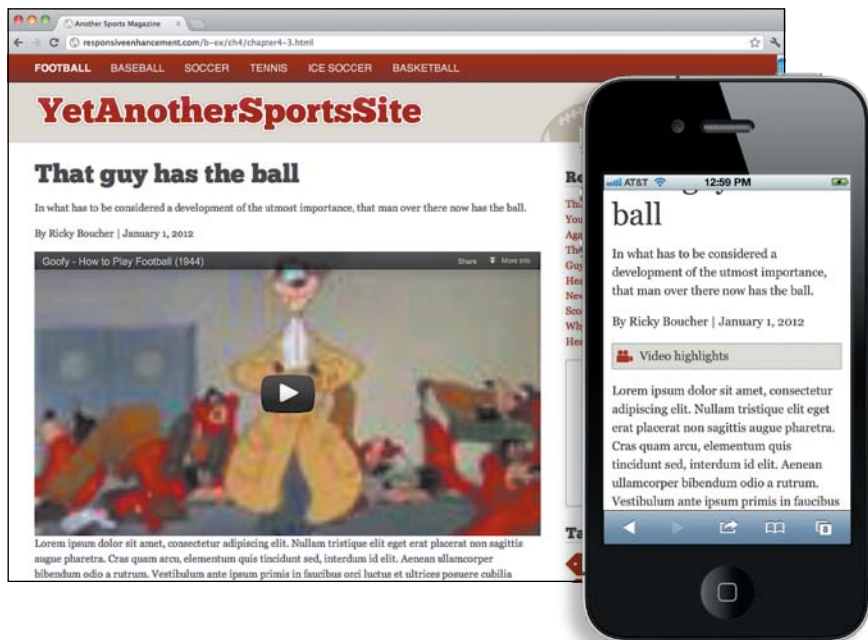 Another Sports Magazine
responsiveenhancement.com/b-ex/ch4/chapter4-3.html
FOOTBALL BASEBALL SOCCER TENNIS ICE SOCCER BASKETBALL
YetAnotherSportsSite
That guy has the ball
In what has to be considered a development of the utmost importance, that man over there now has the ball.
By Ricky Boucher | January 1, 2012
Goofy - How to Play Football (1944) Share More info
Lorem ipsum dolor sit amet, consectetur adipiscing elit. Nullam tristique elit eget erat placerat non sagittis
augue pharetra. Cras quam arcu, elementum quis tincidunt sed, interdum id elit. Aenean ullamcorper
bibendum odio a rutrum. Vestibulum ante ipsum primis in faucibus orci luctus et ultrices posuere cubilia
AT&T 12:59 PM
ball
In what has to be considered a
development of the utmost importance,
that man over there now has the ball.
By Ricky Boucher | January 1, 2012
Video highlights
Lorem ipsum dolor sit amet, consectetur
adipiscing elit. Nullam tristique elit eget
erat placerat non sagittis augue pharetra.
Cras quam arcu, elementum quis
tincidunt sed, interdum id elit. Aenean
ullamcorper bibendum odio a rutrum.
Vestibulum ante ipsum primis in faucibus